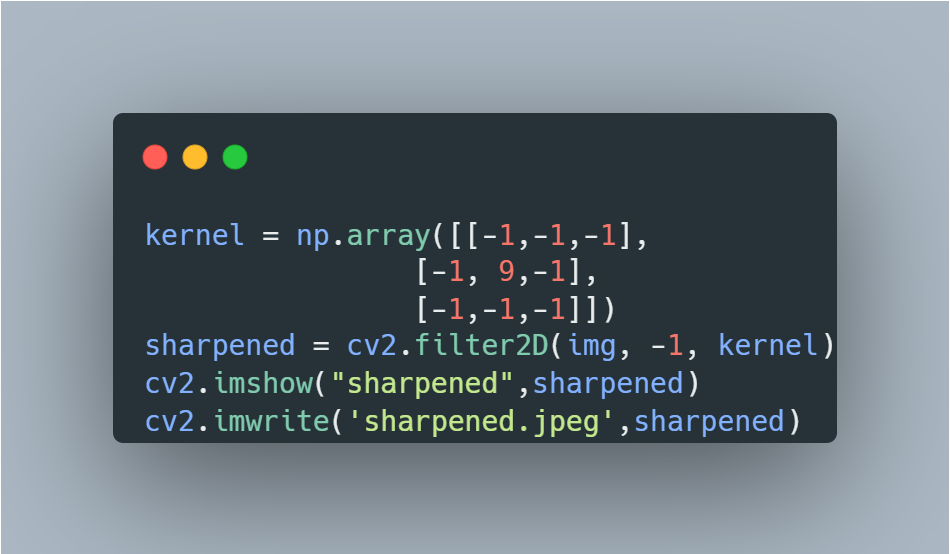 kernel = np.array([[-1,-1,-1],
                [-1, 9,-1],
                [-1,-1,-1]])
sharpened = cv2.filter2D(img, -1, kernel)
cv2.imshow("sharpened",sharpened)
cv2.imwrite('sharpened.jpeg',sharpened)